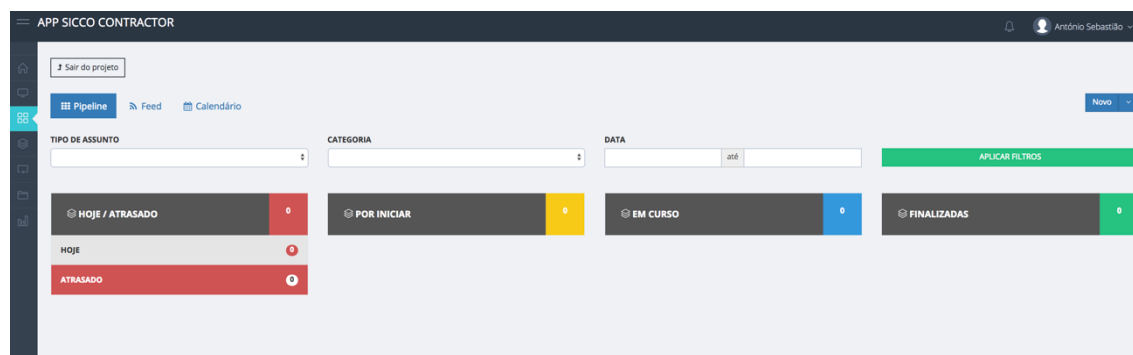 APP SICCO CONTRACTOR
António Sebastião
Sair do projeto
Pipeline Feed Calendário
Novo
TIPO DE ASSUNTO CATEGORIA DATA
até APLICAR FILTROS
HOJE / ATRASADO 0 POR INICIAR 0 EM CURSO 0 FINALIZADAS 0
HOJE 0
ATRASADO 0